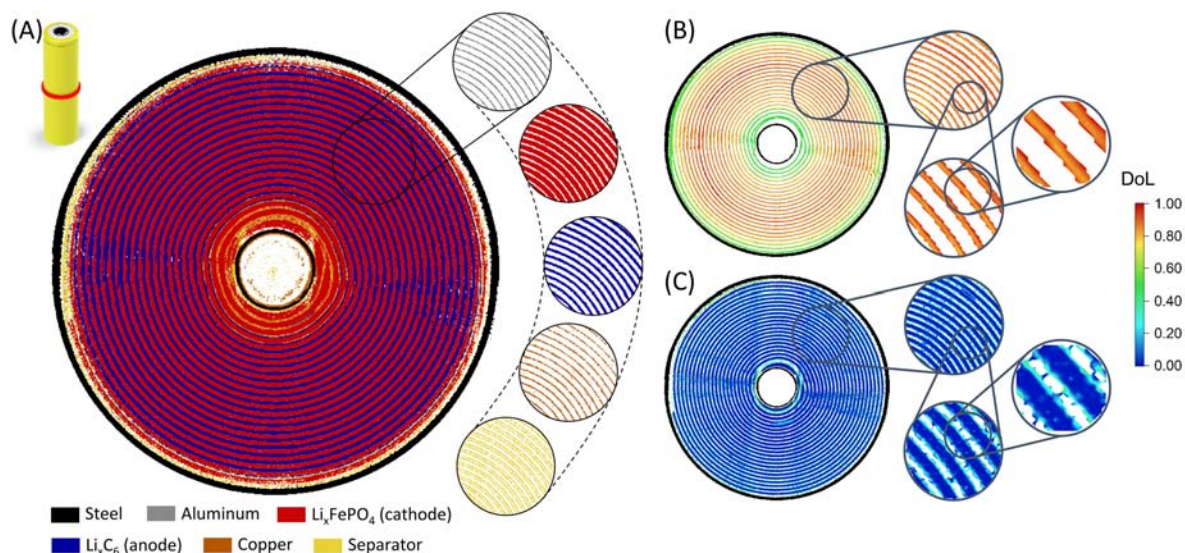 (A)
(B)
DoL
1.00
0.80
0.60
0.40
0.20
0.00
(C)
Steel
Aluminum
LiₓFePO₄ (cathode)
LiₓC₆ (anode)
Copper
Separator